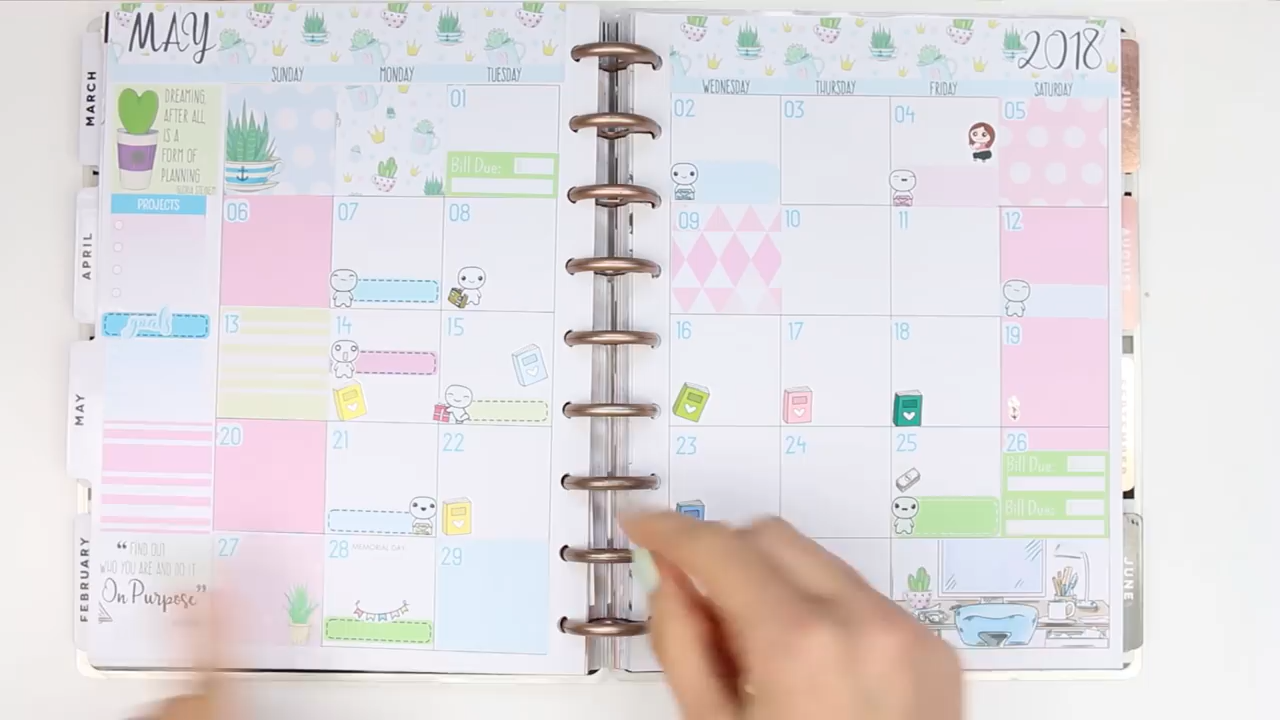 MAY
2018
SUNDAY
MONDAY
TUESDAY
WEDNESDAY
THURSDAY
FRIDAY
SATURDAY
MARCH
APRIL
MAY
FEBRUARY
JULY
AUGUST
JUNE
DREAMING,
AFTER ALL,
IS A
FORM OF
PLANNING
PROJECTS
goals
"FIND OUT
WHO YOU ARE AND DO IT
On Purpose"
01
Bill Due:
02
03
04
05
06
07
08
09
10
11
12
13
14
15
16
17
18
19
20
21
22
23
24
25
26
Bill Due:
Bill Due:
27
28 MEMORIAL DAY
29